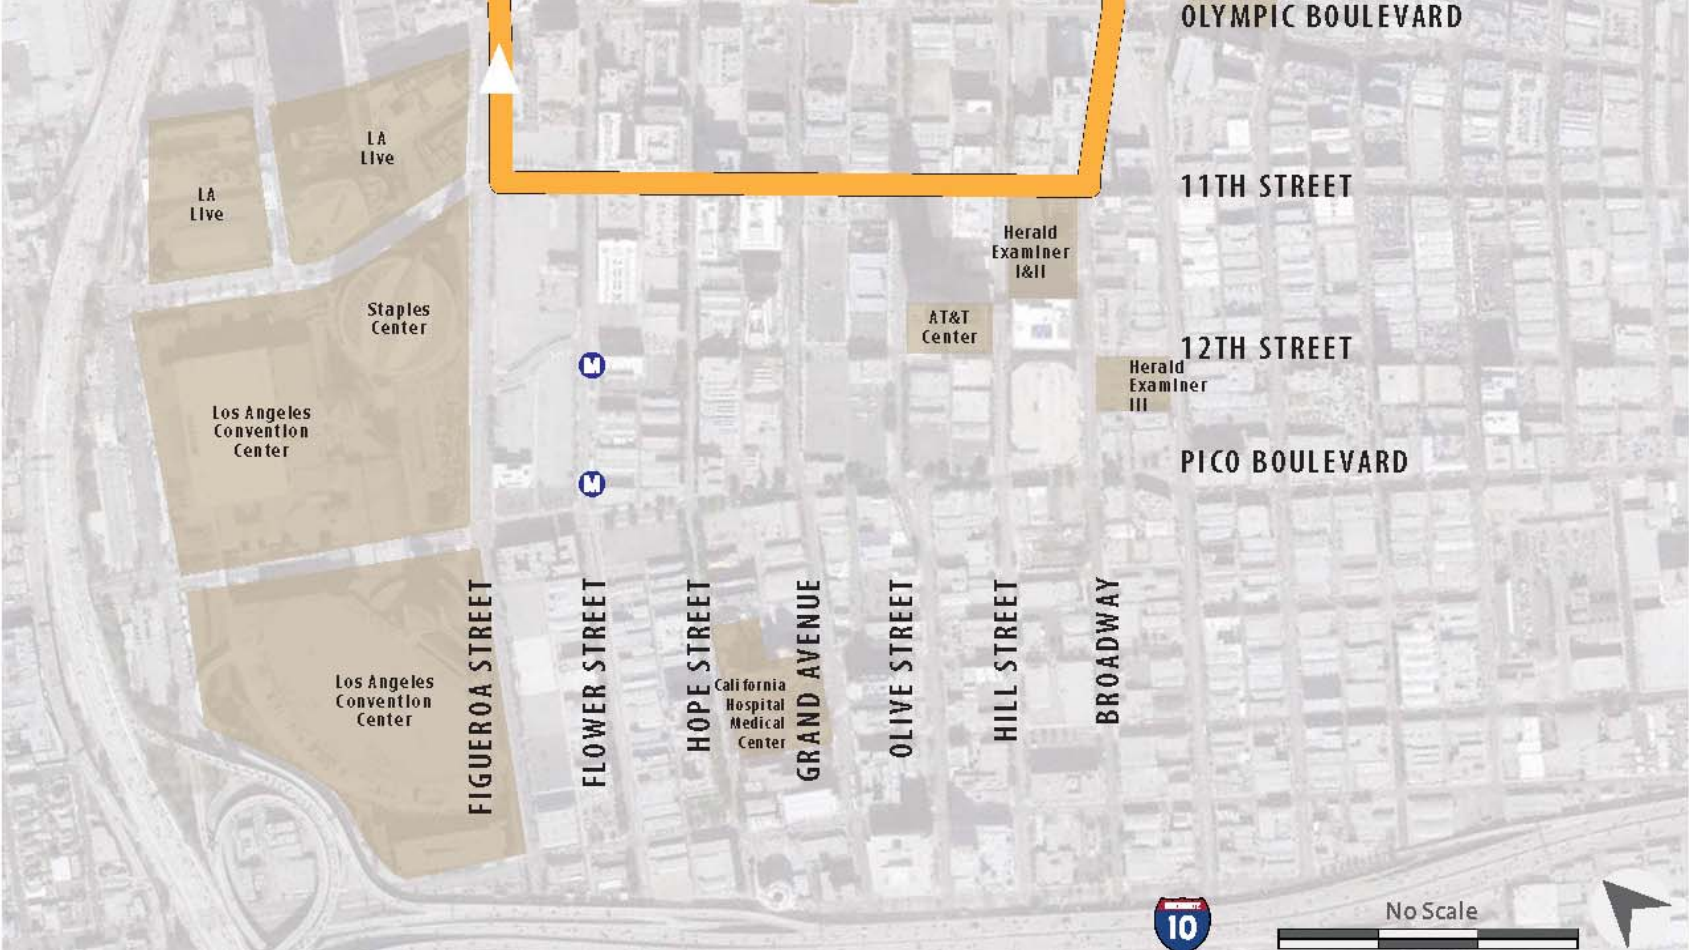 OLYMPIC BOULEVARD
LA
Live
11TH STREET
LA
Live
Herald
Examiner
I&II
Staples
Center
AT&T
Center
12TH STREET
M
Herald
Examiner
III
Los Angeles
Convention
Center
PICO BOULEVARD
M
FIGUEROA STREET
FLOWER STREET
HOPE STREET
GRAND AVENUE
OLIVE STREET
HILL STREET
BROADWAY
Los Angeles
Convention
Center
California
Hospital
Medical
Center
10
No Scale